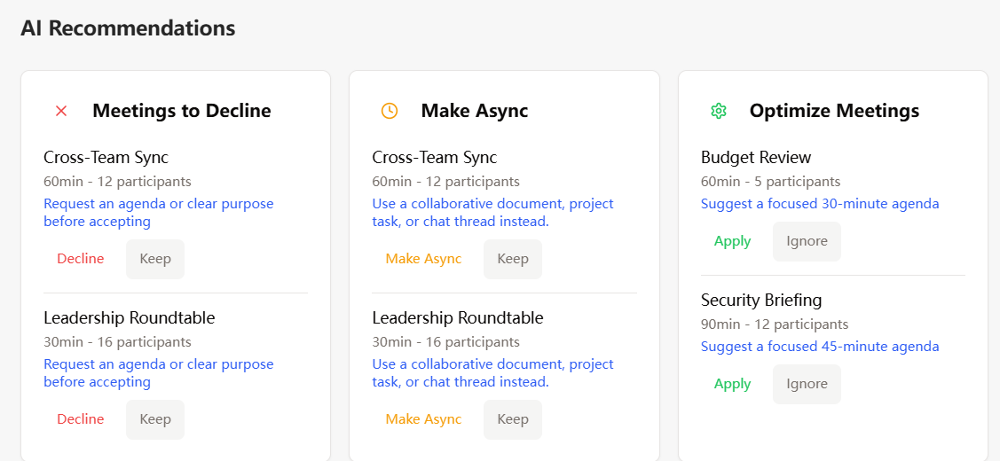 AI Recommendations
Meetings to Decline
Cross-Team Sync
60min - 12 participants
Request an agenda or clear purpose
before accepting
Decline
Keep
Leadership Roundtable
30min - 16 participants
Request an agenda or clear purpose
before accepting
Decline
Keep
Make Async
Cross-Team Sync
60min - 12 participants
Use a collaborative document, project
task, or chat thread instead.
Make Async
Keep
Leadership Roundtable
30min - 16 participants
Use a collaborative document, project
task, or chat thread instead.
Make Async
Keep
Optimize Meetings
Budget Review
60min - 5 participants
Suggest a focused 30-minute agenda
Apply
Ignore
Security Briefing
90min - 12 participants
Suggest a focused 45-minute agenda
Apply
Ignore